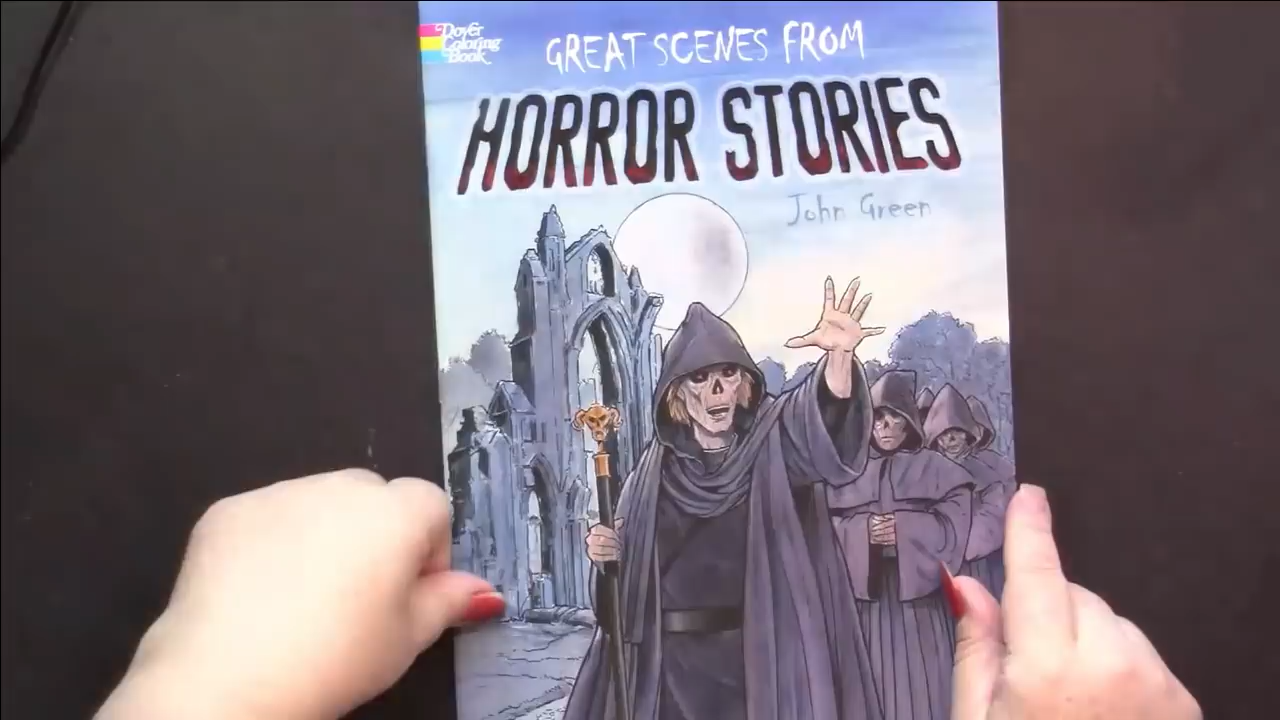 Dover
Coloring
Book
GREAT SCENES FROM
HORROR STORIES
John Green